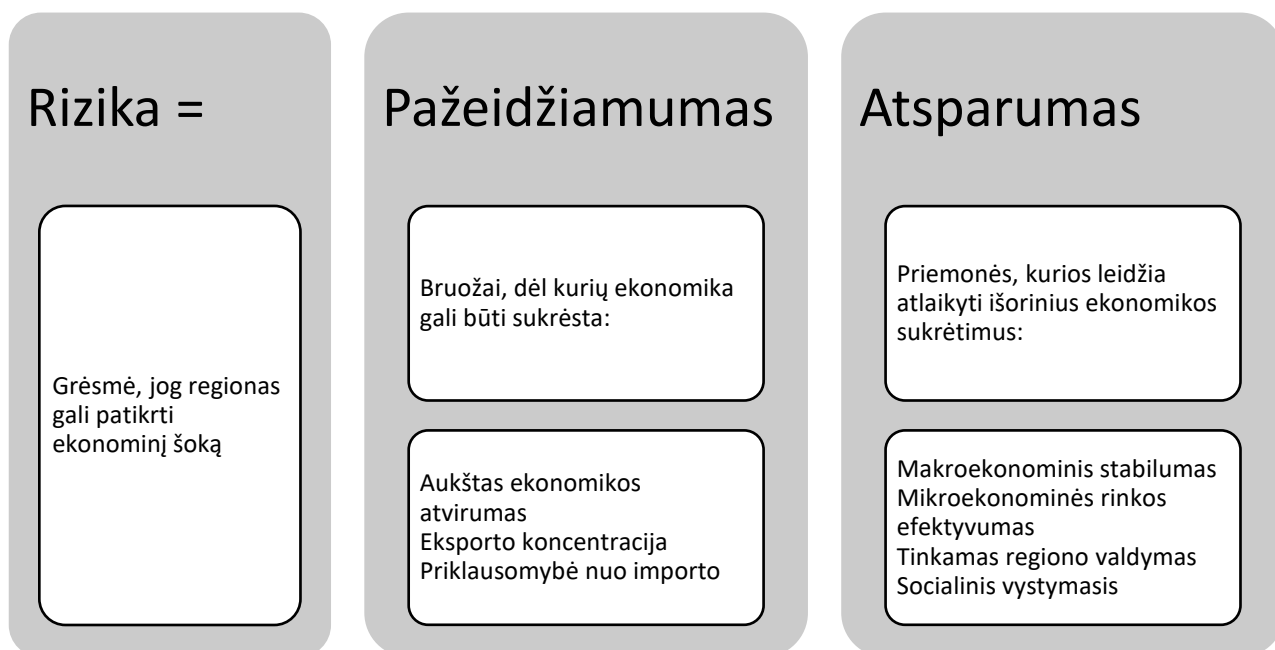 Rizika =
Grėsmė, jog regionas
gali patikrti
ekonominį šoką
Pažeidžiamumas
Bruožai, dėl kurių ekonomika
gali būti sukrėsta:
Aukštas ekonomikos
atvirumas
Eksporto koncentracija
Priklausomybė nuo importo
Atsparumas
Priemonės, kurios leidžia
atlaikyti išorinius ekonomikos
sukrėtimus:
Makroekonominis stabilumas
Mikroekonominės rinkos
efektyvumas
Tinkamas regiono valdymas
Socialinis vystymasis